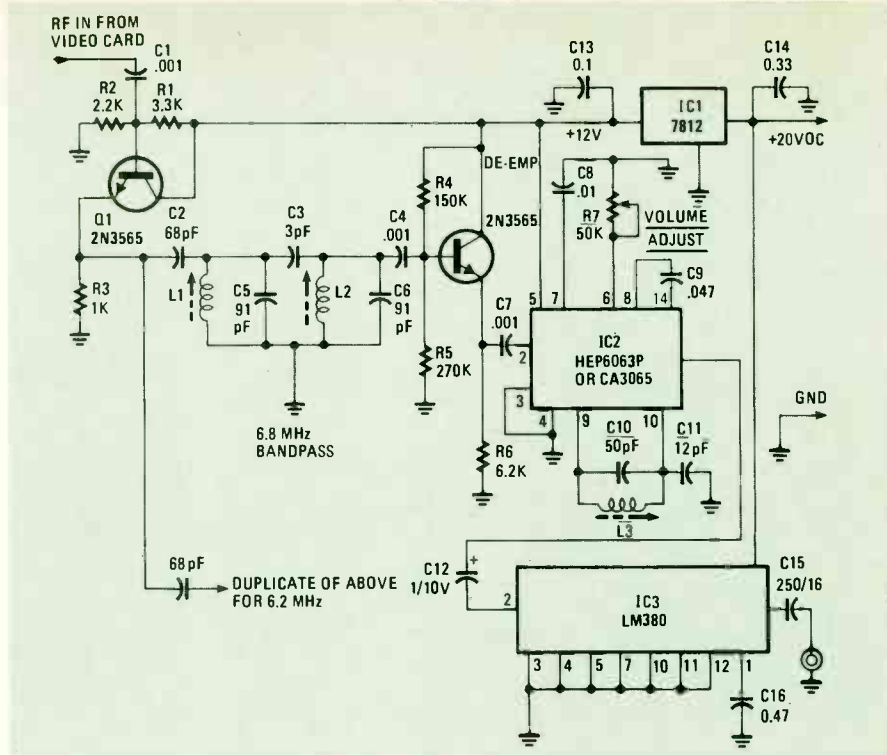 RF IN FROM
VIDEO CARD
C1
.001
R2
2.2K
R1
3.3K
Q1
2N3565
C2
68pF
R3
1K
L1
C5
91
pF
C3
3pF
L2
C6
91
pF
C4
.001
R4
150K
R5
270K
2N3565
DE-EMP.
C7
.001
R6
6.2K
6.8 MHz
BANDPASS
C13
0.1
+12V
IC1
7812
C14
0.33
+20VOC
C8
.01
R7
50K
VOLUME
ADJUST
C9
.047
5
7
6
8
14
2
3
4
9
10
IC2
HEP6063P
OR CA3065
C10
50pF
C11
12pF
L3
GND
68pF
DUPLICATE OF ABOVE
FOR 6.2 MHz
C12
1/10V
+
2
IC3
LM380
C15
250/16
3
4
5
7
10
11
12
1
C16
0.47